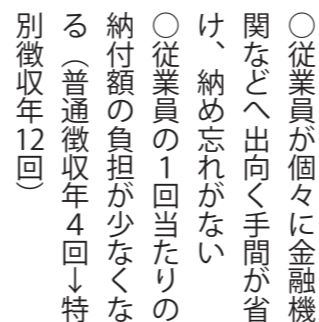 ○従業員が個々に金融機
関などへ出向く手間が省
け、納め忘れがない
○従業員の1回当たりの
納付額の負担が少なくな
る（普通徴収年4回→特
別徴収年12回）